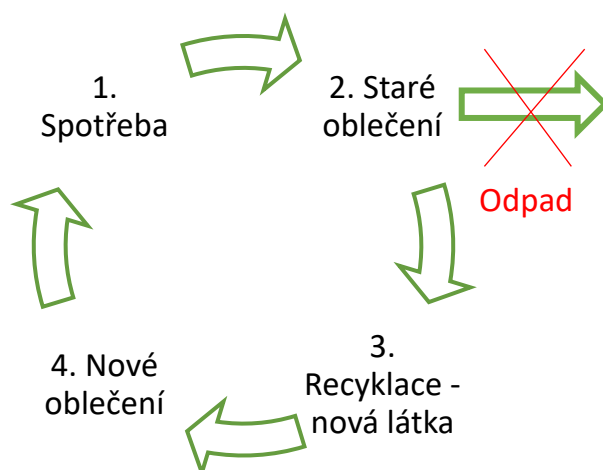 1.
Spotřeba
2. Staré
oblečení
Odpad
3.
Recyklace -
nová látka
4. Nové
oblečení